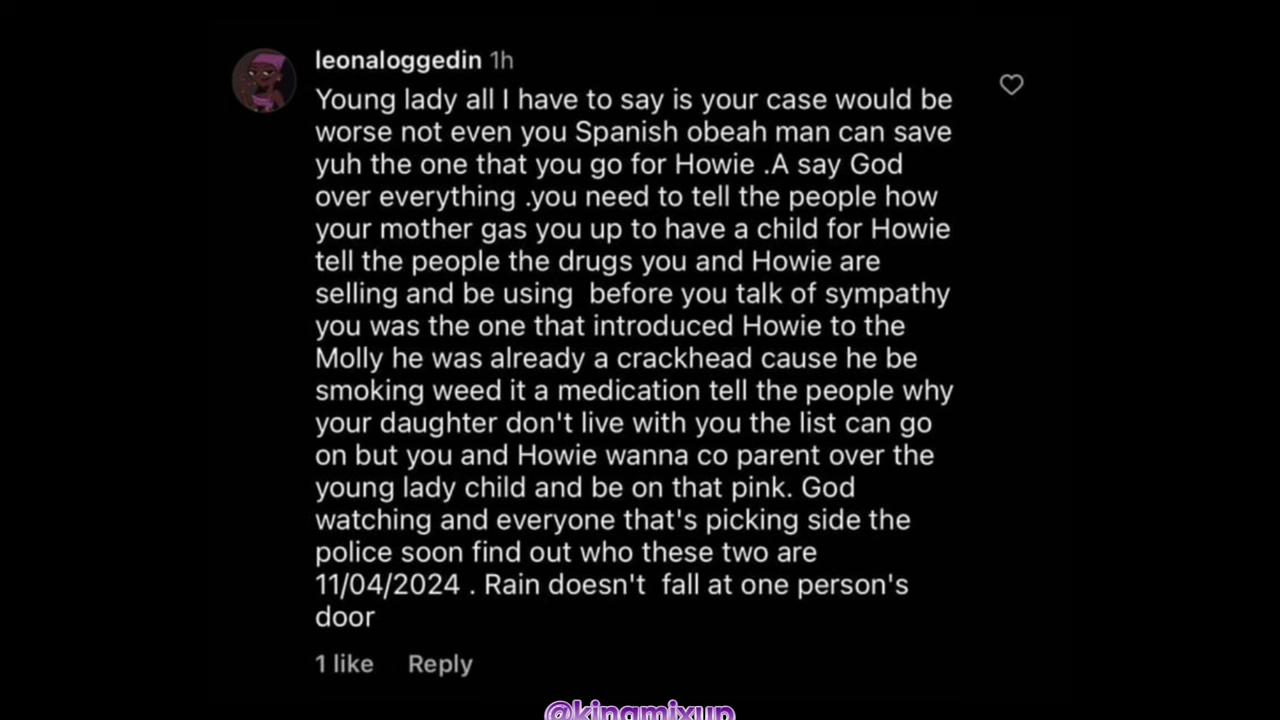 leonaloggedin 1h
Young lady all I have to say is your case would be
worse not even you Spanish obeah man can save
yuh the one that you go for Howie .A say God
over everything .you need to tell the people how
your mother gas you up to have a child for Howie
tell the people the drugs you and Howie are
selling and be using  before you talk of sympathy
you was the one that introduced Howie to the
Molly he was already a crackhead cause he be
smoking weed it a medication tell the people why
your daughter don't live with you the list can go
on but you and Howie wanna co parent over the
young lady child and be on that pink. God
watching and everyone that's picking side the
police soon find out who these two are
11/04/2024 . Rain doesn't  fall at one person's
door
1 like Reply
@kingmixup